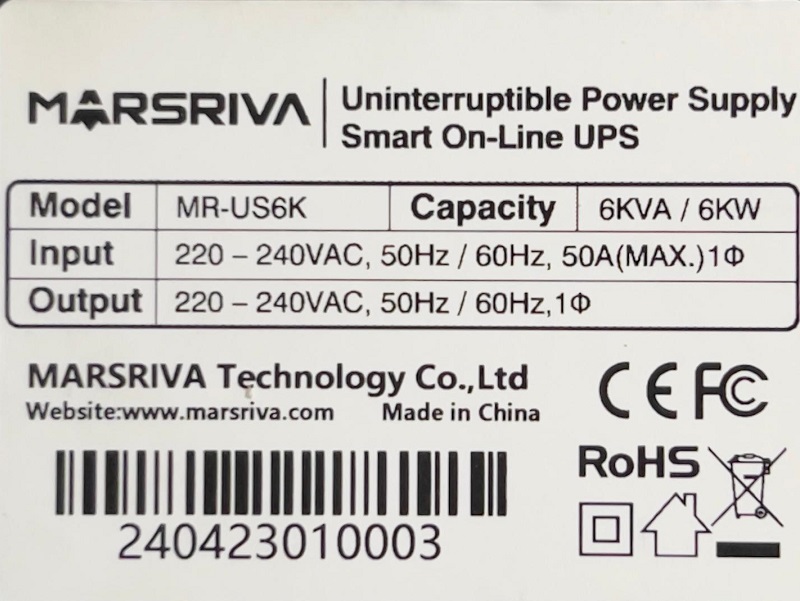 MARSRIVA
Uninterruptible Power Supply
Smart On-Line UPS
Model MR-US6K Capacity 6KVA / 6KW
Input 220 – 240VAC, 50Hz / 60Hz, 50A(MAX.)1Φ
Output 220 – 240VAC, 50Hz / 60Hz,1Φ
MARSRIVA Technology Co.,Ltd
Website:www.marsriva.com Made in China
CE FC
RoHS
240423010003